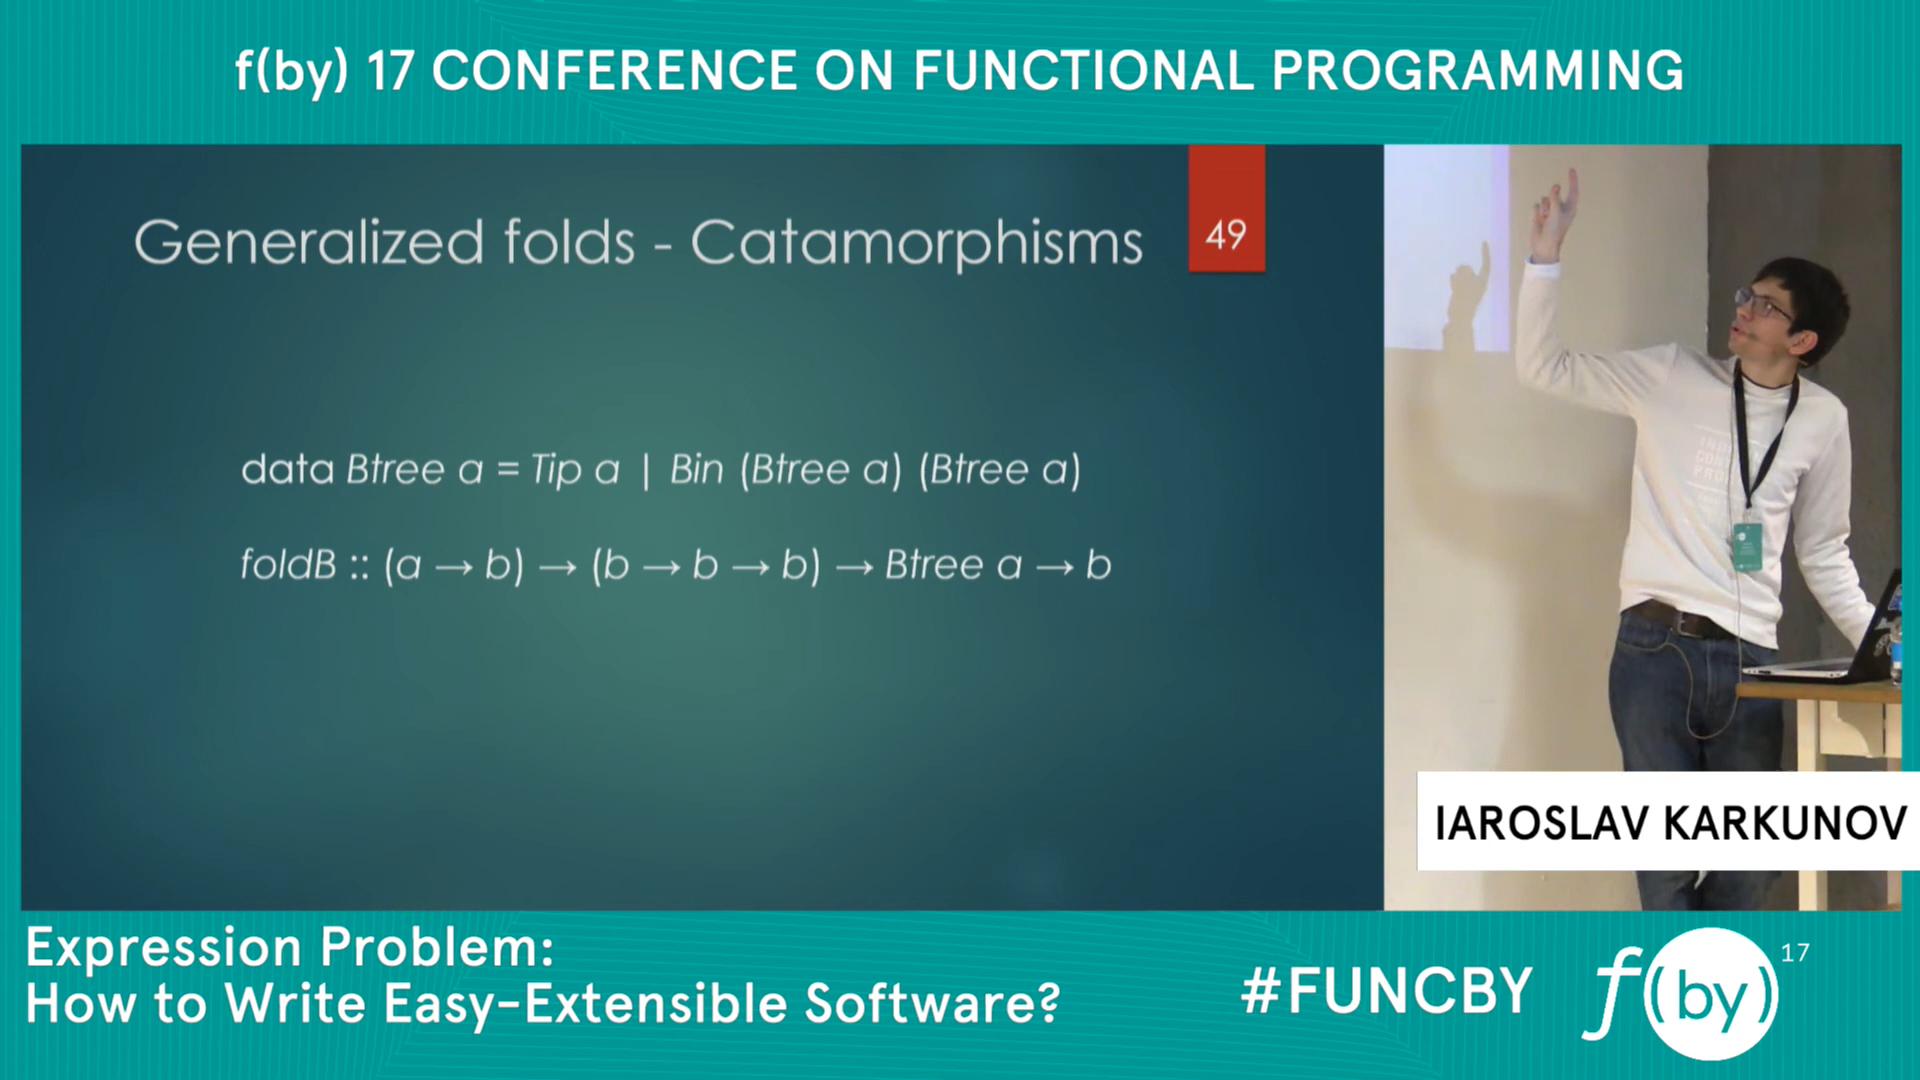 f(by) 17 CONFERENCE ON FUNCTIONAL PROGRAMMING
Generalized folds - Catamorphisms
49
data Btree a = Tip a | Bin (Btree a) (Btree a)
foldB :: (a → b) → (b → b → b) → Btree a → b
IAROSLAV KARKUNOV
Expression Problem:
How to Write Easy-Extensible Software?
#FUNCBY
f(by) 17